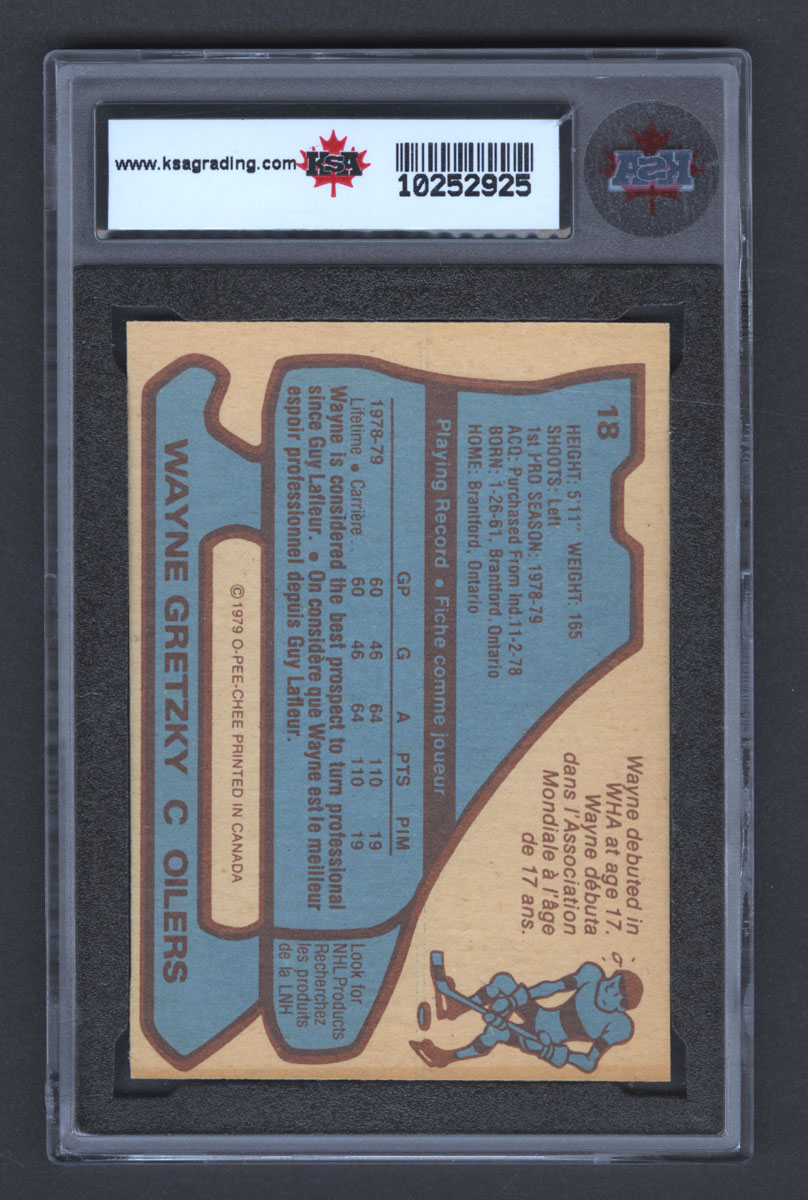 www.ksagrading.com
KSA
10252925
KSA
18
HEIGHT: 5'11" WEIGHT: 165
SHOOTS: Left
1st PRO SEASON: 1978-79
ACQ: Purchased From Ind. 11-2-78
BORN: 1-26-61, Brantford, Ontario
HOME: Brantford, Ontario
Wayne debuted in
WHA at age 17.
Wayne débuta
dans l'Association
Mondiale à l'âge
de 17 ans.
Playing Record • Fiche comme joueur
GP G A PTS PIM
1978-79 60 46 64 110 19
Lifetime • Carrière.. 60 46 64 110 19
Wayne is considered the best prospect to turn professional
since Guy Lafleur. • On considère que Wayne est le meilleur
espoir professionnel depuis Guy Lafleur.
Look for
NHL Products
Recherchez
les produits
de la LNH
© 1979 O-PEE-CHEE PRINTED IN CANADA
WAYNE GRETZKY C OILERS